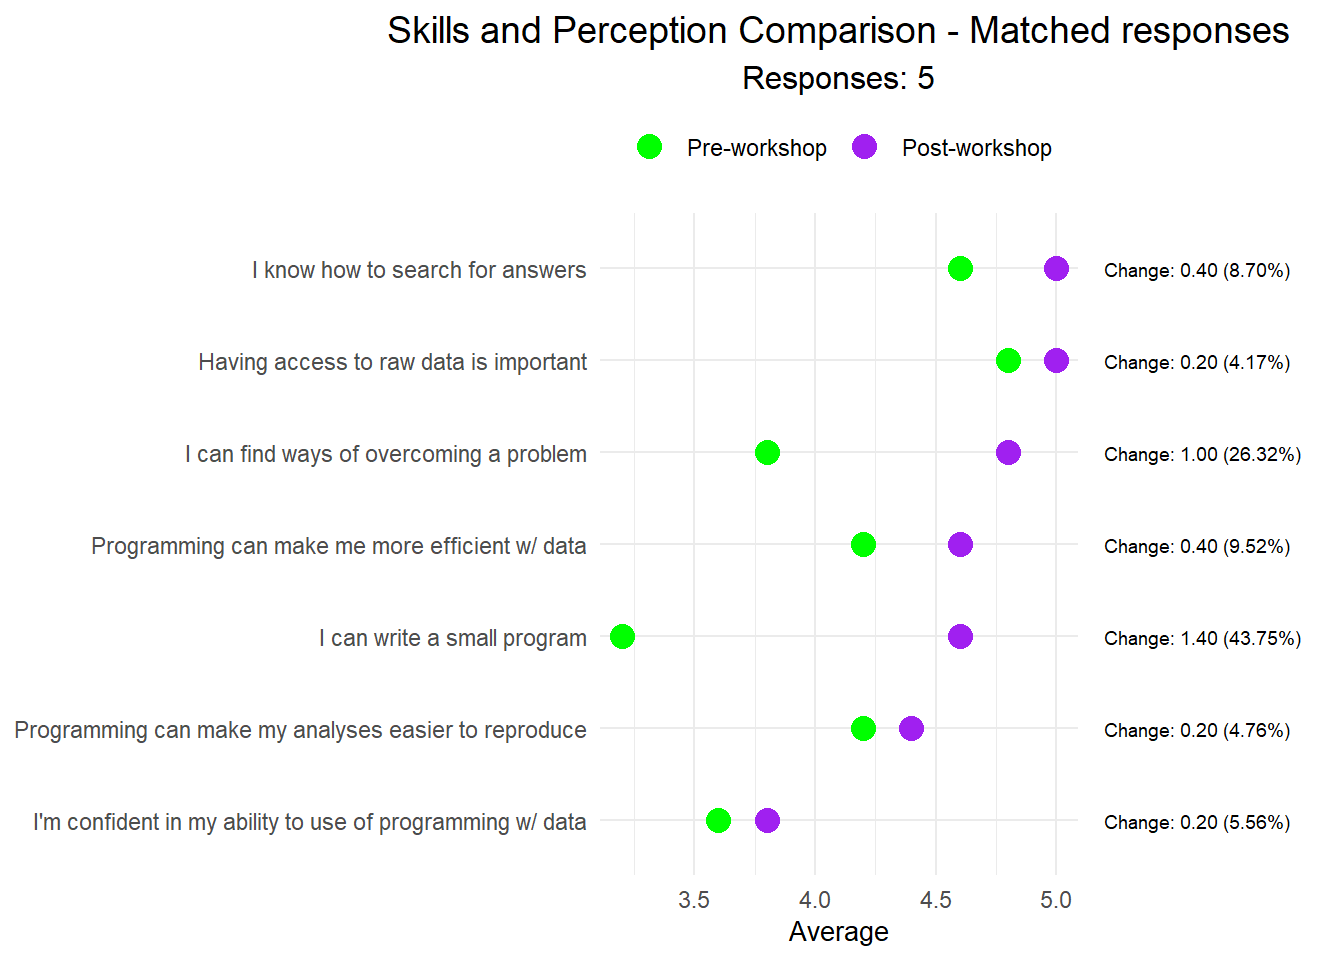 Skills and Perception Comparison - Matched responses
Responses: 5
Pre-workshop Post-workshop
I know how to search for answers Change: 0.40 (8.70%)
Having access to raw data is important Change: 0.20 (4.17%)
I can find ways of overcoming a problem Change: 1.00 (26.32%)
Programming can make me more efficient w/ data Change: 0.40 (9.52%)
I can write a small program Change: 1.40 (43.75%)
Programming can make my analyses easier to reproduce Change: 0.20 (4.76%)
I'm confident in my ability to use of programming w/ data Change: 0.20 (5.56%)
3.5 4.0 4.5 5.0
Average